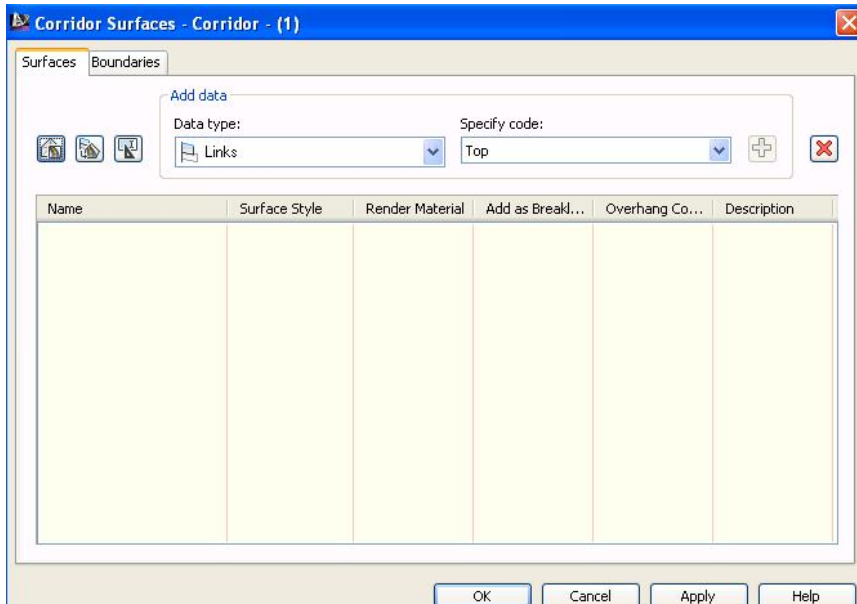 Corridor Surfaces - Corridor - (1)
Surfaces Boundaries
Add data
Data type: Specify code:
Links Top
Name Surface Style Render Material Add as Breakl... Overhang Co... Description
OK Cancel Apply Help